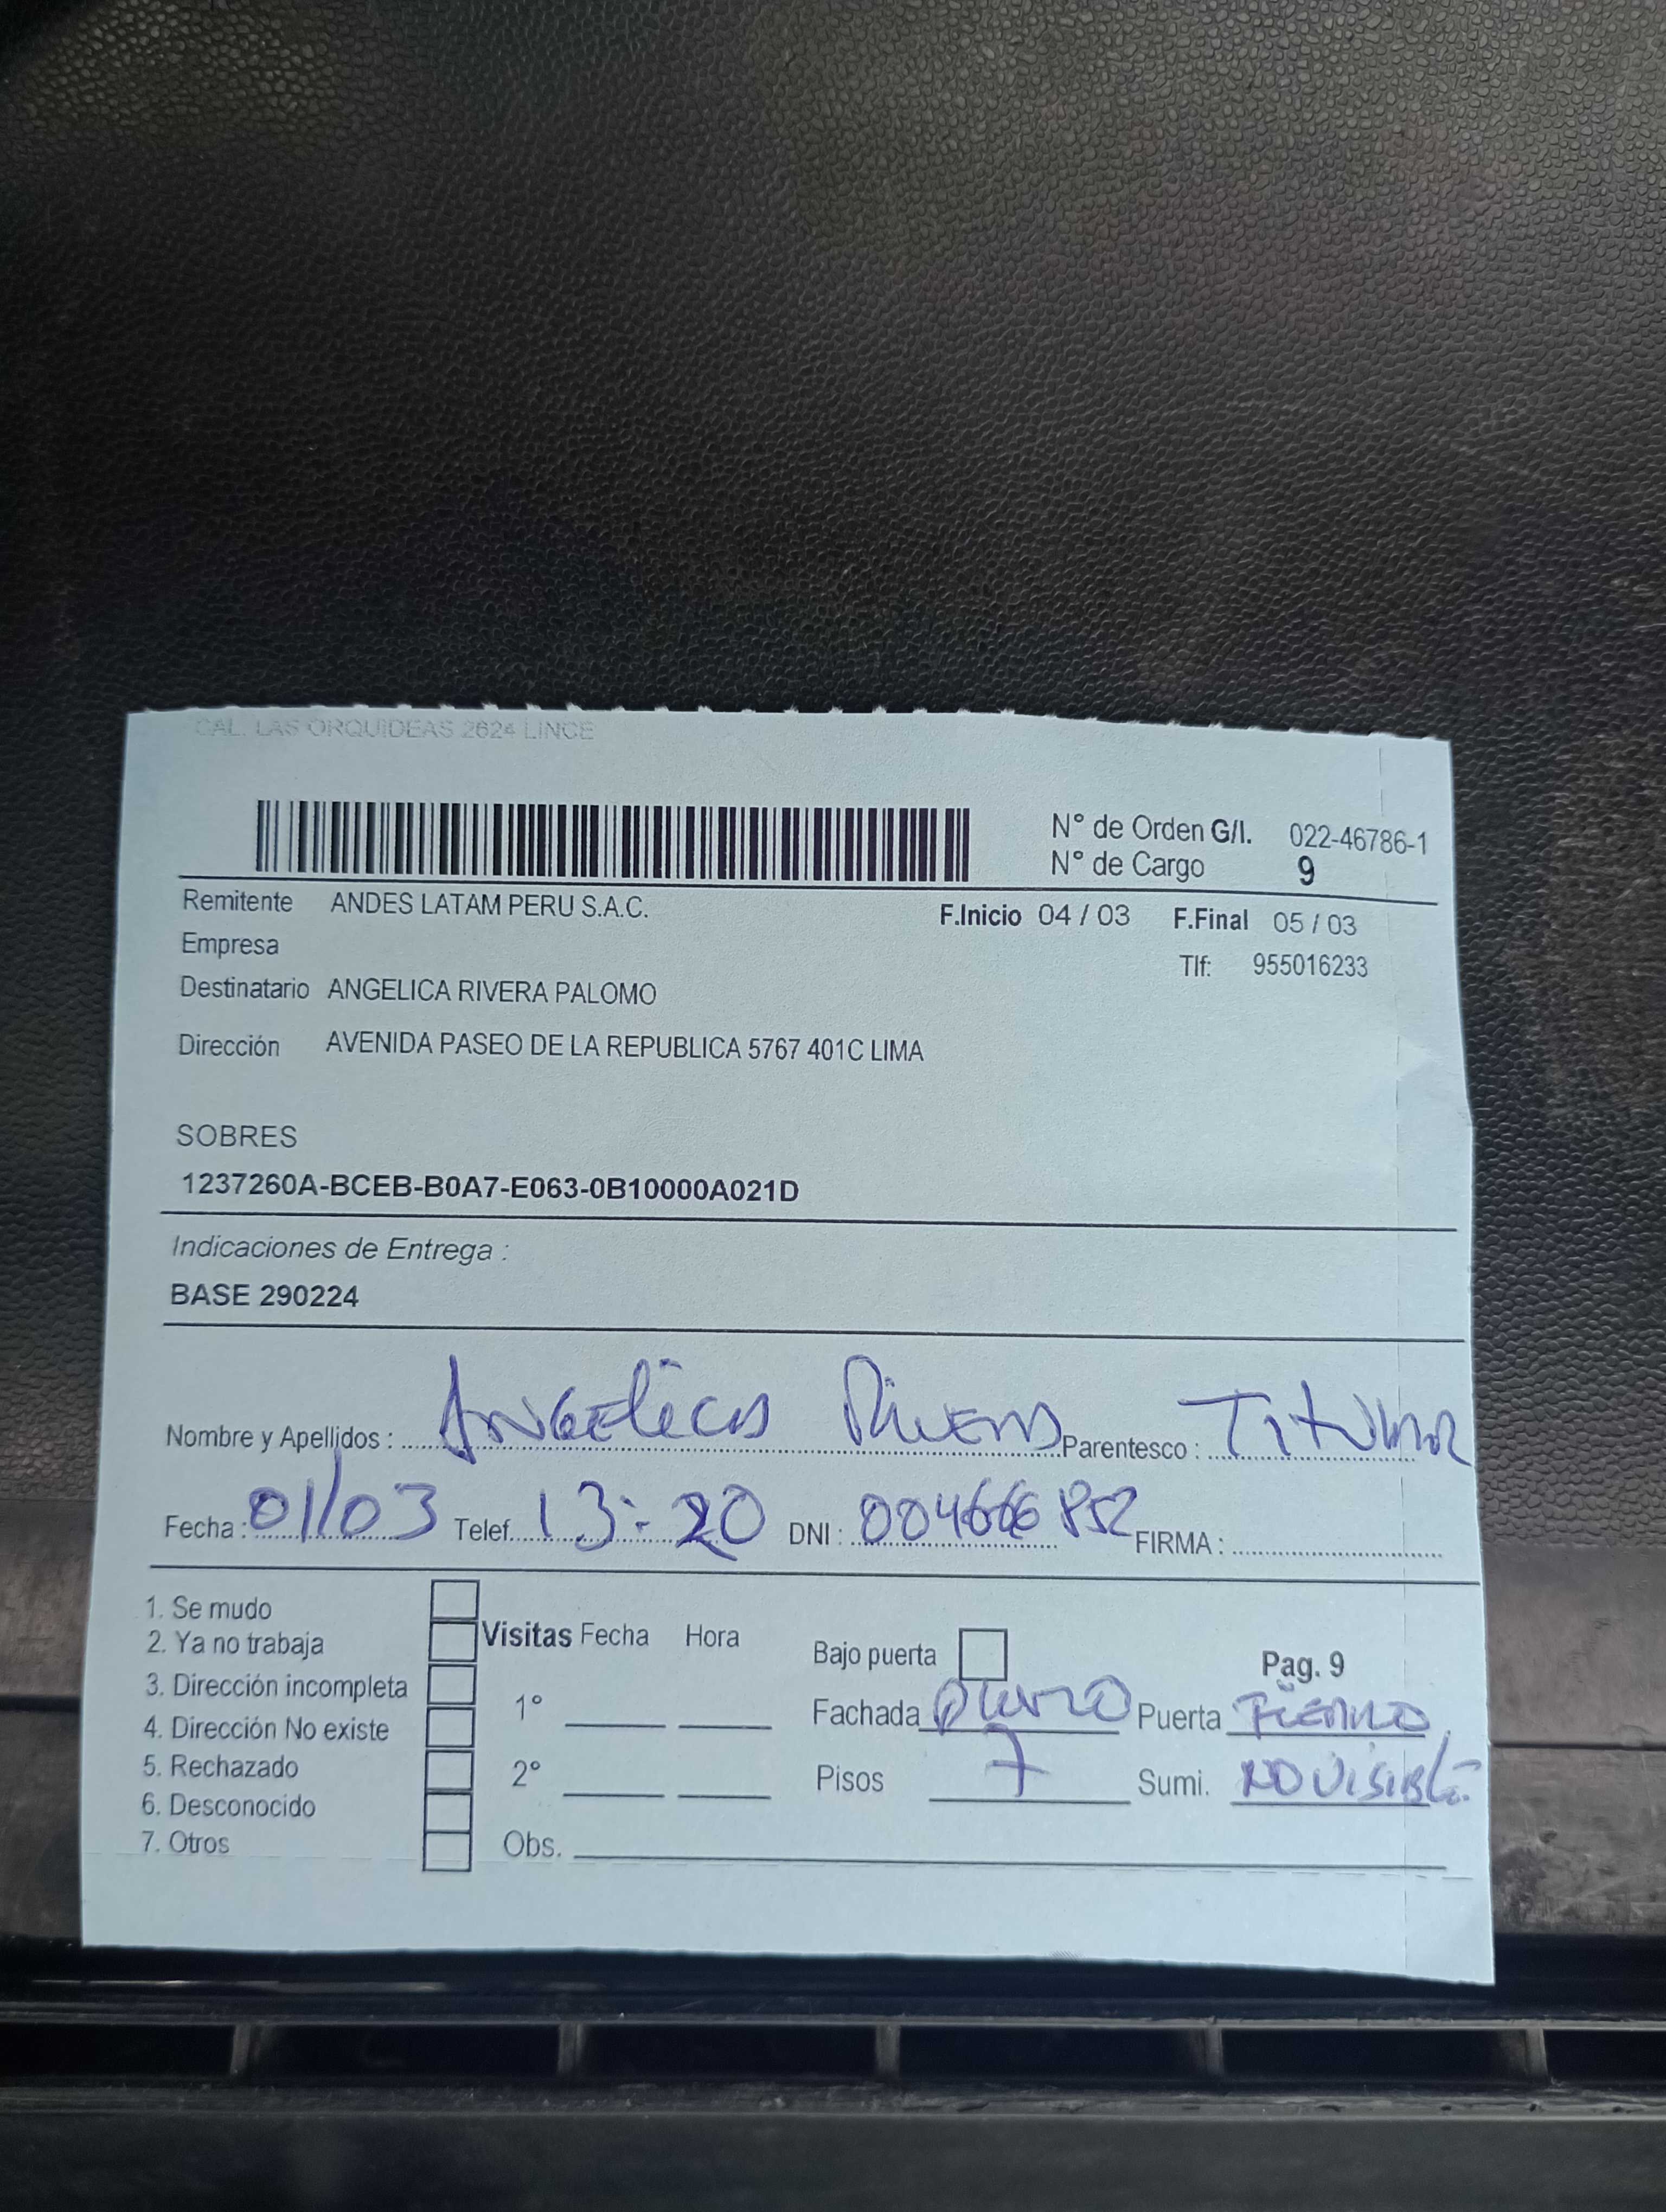 CAL. LAS ORQUIDEAS 2624 LINCE
N° de Orden G/I. 022-46786-1
N° de Cargo 9
Remitente ANDES LATAM PERU S.A.C. F.Inicio 04 / 03 F.Final 05 / 03
Empresa Tlf: 955016233
Destinatario ANGELICA RIVERA PALOMO
Dirección AVENIDA PASEO DE LA REPUBLICA 5767 401C LIMA
SOBRES
1237260A-BCEB-B0A7-E063-0B10000A021D
Indicaciones de Entrega :
BASE 290224
Nombre y Apellidos : Angelica Rivera Parentesco : Titular
Fecha : 01/03 Telef. 13:20 DNI : 004666852 FIRMA :
1. Se mudo
2. Ya no trabaja Visitas Fecha Hora Bajo puerta Pag. 9
3. Dirección incompleta 1° Fachada Puerta Fierro
4. Dirección No existe
5. Rechazado 2° Pisos 7 Sumi. NO VISIBLE
6. Desconocido
7. Otros Obs.